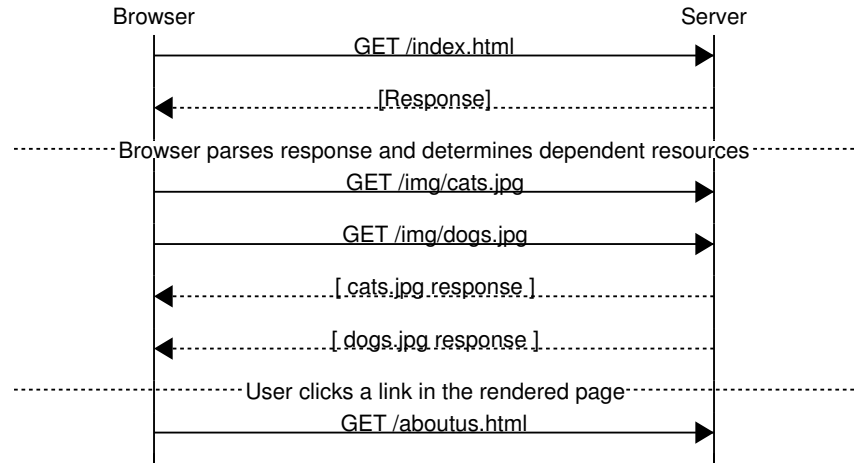 Browser Server
GET /index.html
[Response]
Browser parses response and determines dependent resources
GET /img/cats.jpg
GET /img/dogs.jpg
[ cats.jpg response ]
[ dogs.jpg response ]
User clicks a link in the rendered page
GET /aboutus.html